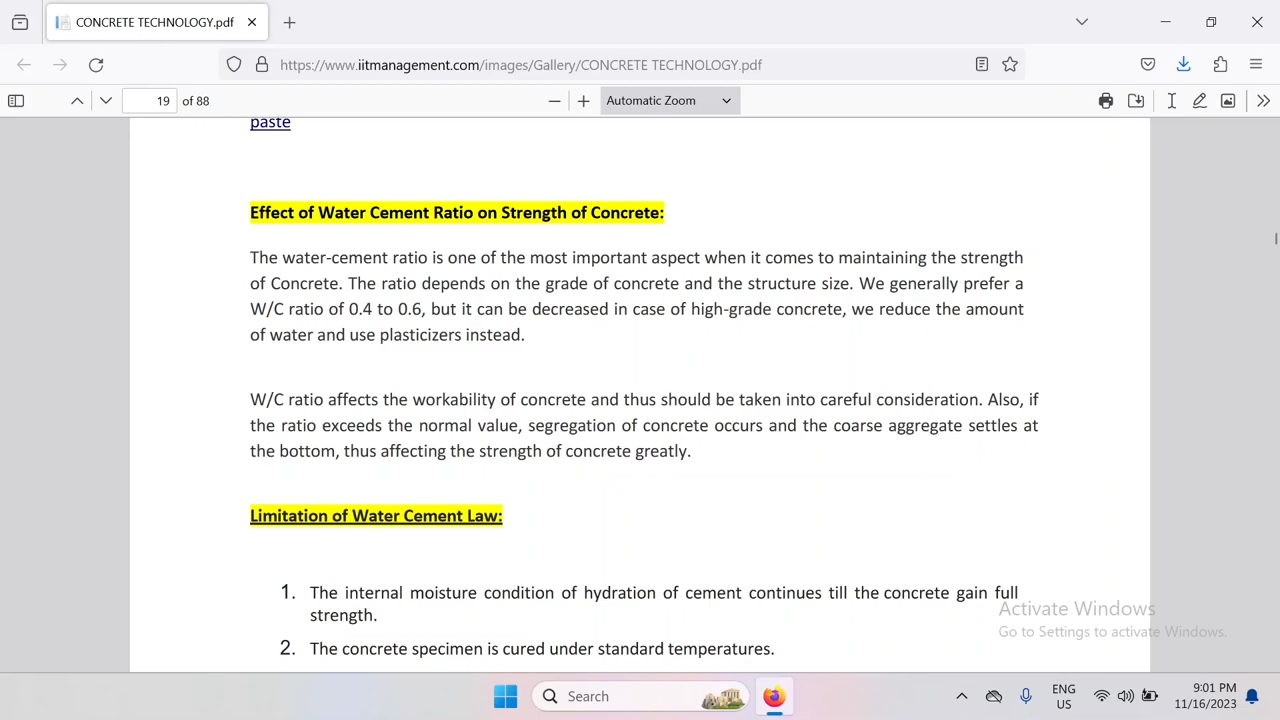 CONCRETE TECHNOLOGY.pdf
https://www.iitmanagement.com/images/Gallery/CONCRETE TECHNOLOGY.pdf
19 of 88
Automatic Zoom
paste
Effect of Water Cement Ratio on Strength of Concrete:
The water-cement ratio is one of the most important aspect when it comes to maintaining the strength
of Concrete. The ratio depends on the grade of concrete and the structure size. We generally prefer a
W/C ratio of 0.4 to 0.6, but it can be decreased in case of high-grade concrete, we reduce the amount
of water and use plasticizers instead.
W/C ratio affects the workability of concrete and thus should be taken into careful consideration. Also, if
the ratio exceeds the normal value, segregation of concrete occurs and the coarse aggregate settles at
the bottom, thus affecting the strength of concrete greatly.
Limitation of Water Cement Law:
1. The internal moisture condition of hydration of cement continues till the concrete gain full
strength.
2. The concrete specimen is cured under standard temperatures.
Activate Windows
Go to Settings to activate Windows.
Search
ENG
US
9:01 PM
11/16/2023